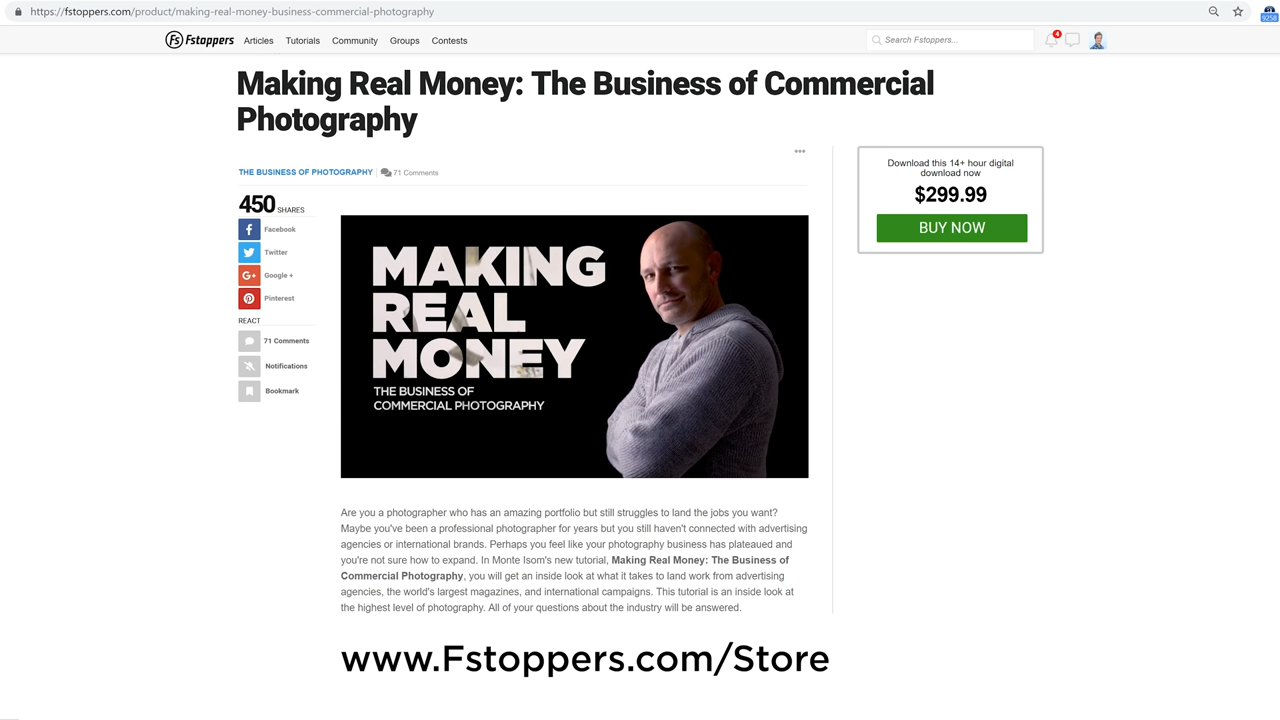 https://fstoppers.com/product/making-real-money-business-commercial-photography
9258
Fs Fstoppers Articles Tutorials Community Groups Contests Search Fstoppers... 4
Making Real Money: The Business of Commercial
Photography
THE BUSINESS OF PHOTOGRAPHY 71 Comments
450 SHARES
Facebook
Twitter
Google +
Pinterest
REACT
71 Comments
Notifications
Bookmark
MAKING
REAL
MONEY
THE BUSINESS OF
COMMERCIAL PHOTOGRAPHY
Download this 14+ hour digital
download now
$299.99
BUY NOW
Are you a photographer who has an amazing portfolio but still struggles to land the jobs you want?
Maybe you've been a professional photographer for years but you still haven't connected with advertising
agencies or international brands. Perhaps you feel like your photography business has plateaued and
you're not sure how to expand. In Monte Isom's new tutorial, Making Real Money: The Business of
Commercial Photography, you will get an inside look at what it takes to land work from advertising
agencies, the world's largest magazines, and international campaigns. This tutorial is an inside look at
the highest level of photography. All of your questions about the industry will be answered.
www.Fstoppers.com/Store